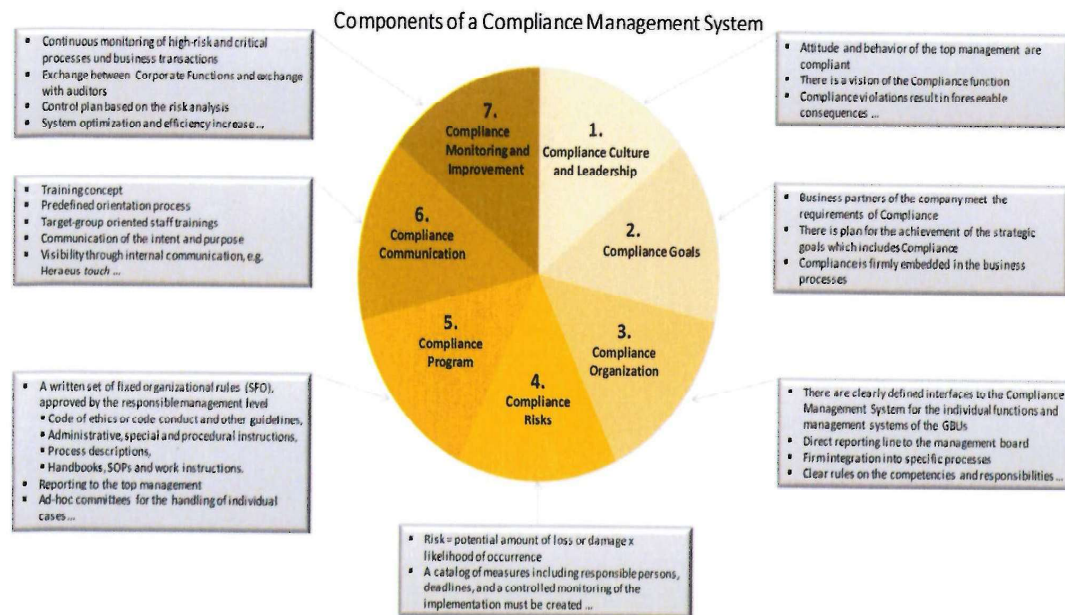 Components of a Compliance Management System
▪ Continuous monitoring of high-risk and critical
processes und business transactions
▪ Exchange between Corporate Functions and exchange
with auditors
▪ Control plan based on the risk analysis
▪ System optimization and efficiency increase ...
▪ Attitude and behavior of the top management are
compliant
▪ There is a vision of the Compliance function
▪ Compliance violations result in foreseeable
consequences ...
7.
Compliance
Monitoring and
Improvement
1.
Compliance Culture
and Leadership
▪ Training concept
▪ Predefined orientation process
▪ Target-group oriented staff trainings
▪ Communication of the intent and purpose
▪ Visibility through internal communication, e.g.
Heraeus touch ...
6.
Compliance
Communication
2.
Compliance Goals
▪ Business partners of the company meet the
requirements of Compliance
▪ There is plan for the achievement of the strategic
goals which includes Compliance
▪ Compliance is firmly embedded in the business
processes
5.
Compliance
Program
3.
Compliance
Organization
4.
Compliance
Risks
▪ A written set of fixed organizational rules (SFO),
approved by the responsible management level
▪ Code of ethics or code conduct and other guidelines,
▪ Administrative, special and procedural instructions,
▪ Process descriptions,
▪ Handbooks, SOPs and work instructions.
▪ Reporting to the top management
▪ Ad-hoc committees for the handling of individual
cases ...
▪ There are clearly defined interfaces to the Compliance
Management System for the individual functions and
management systems of the GBUs
▪ Direct reporting line to the management board
▪ Firm integration into specific processes
▪ Clear rules on the competencies and responsibilities ...
▪ Risk = potential amount of loss or damage x
likelihood of occurrence
▪ A catalog of measures including responsible persons,
deadlines, and a controlled monitoring of the
implementation must be created ...